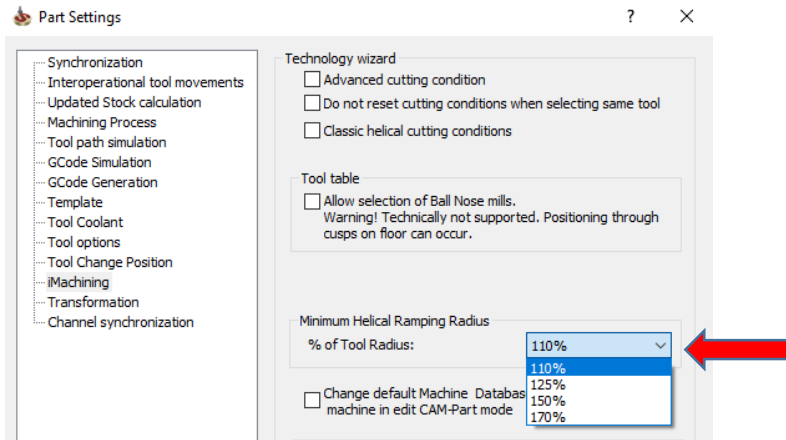 Part Settings
?
Synchronization
Interoperational tool movements
Updated Stock calculation
Machining Process
Tool path simulation
GCode Simulation
GCode Generation
Template
Tool Coolant
Tool options
Tool Change Position
iMachining
Transformation
Channel synchronization
Technology wizard
Advanced cutting condition
Do not reset cutting conditions when selecting same tool
Classic helical cutting conditions
Tool table
Allow selection of Ball Nose mills.
Warning! Technically not supported. Positioning through
cusps on floor can occur.
Minimum Helical Ramping Radius
% of Tool Radius:
110%
110%
125%
150%
170%
Change default Machine Databas
machine in edit CAM-Part mode